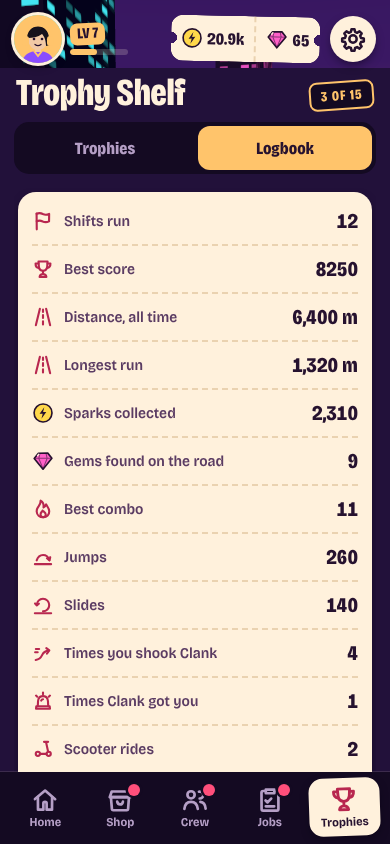 LV 7
20.9k
65
Trophy Shelf
3 OF 15
Trophies
Logbook
Shifts run 12
Best score 8250
Distance, all time 6,400 m
Longest run 1,320 m
Sparks collected 2,310
Gems found on the road 9
Best combo 11
Jumps 260
Slides 140
Times you shook Clank 4
Times Clank got you 1
Scooter rides 2
Home
Shop
Crew
Jobs
Trophies